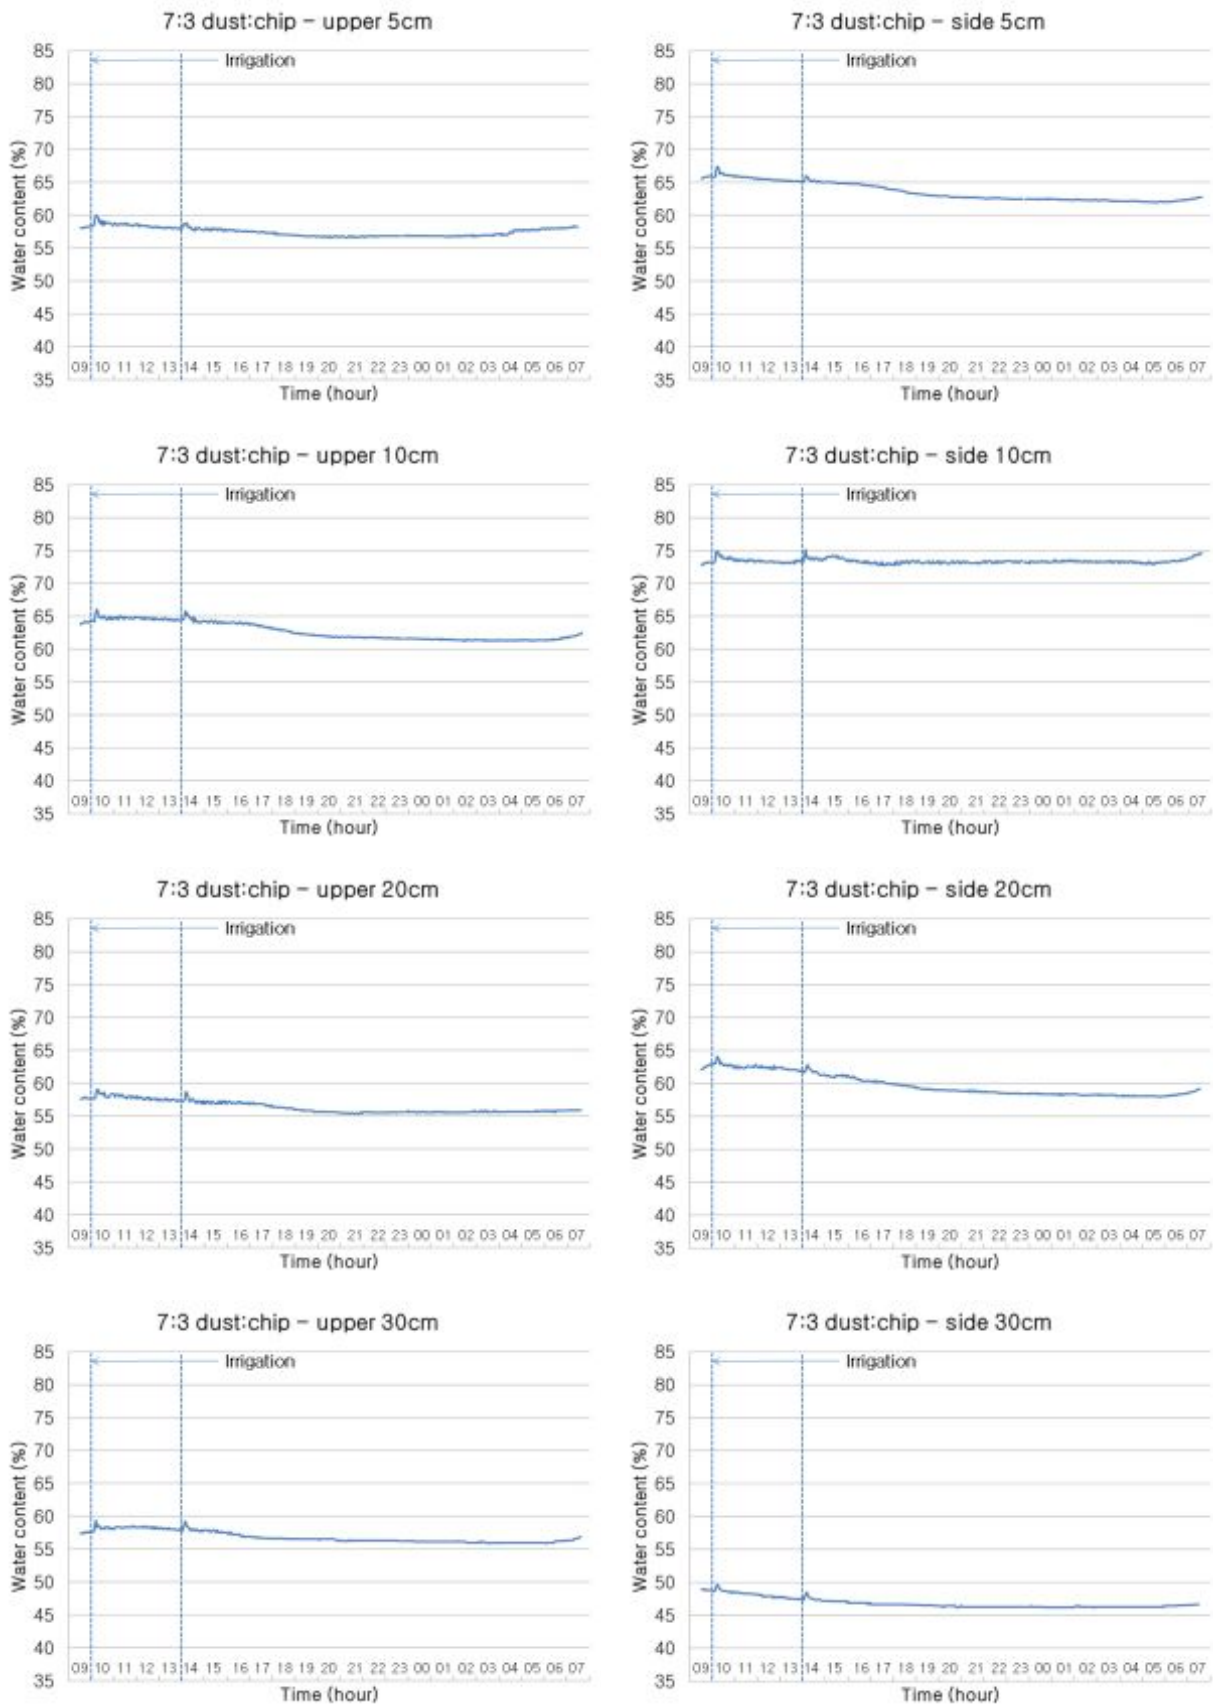 7:3 dust:chip – upper 5cm
85
Irrigation
80
75
70
65
60
55
50
45
40
35
Water content (%)
09 10 11 12 13 14 15 16 17 18 19 20 21 22 23 00 01 02 03 04 05 06 07
Time (hour)
7:3 dust:chip – side 5cm
85
Irrigation
80
75
70
65
60
55
50
45
40
35
Water content (%)
09 10 11 12 13 14 15 16 17 18 19 20 21 22 23 00 01 02 03 04 05 06 07
Time (hour)
7:3 dust:chip – upper 10cm
85
Irrigation
80
75
70
65
60
55
50
45
40
35
Water content (%)
09 10 11 12 13 14 15 16 17 18 19 20 21 22 23 00 01 02 03 04 05 06 07
Time (hour)
7:3 dust:chip – side 10cm
85
Irrigation
80
75
70
65
60
55
50
45
40
35
Water content (%)
09 10 11 12 13 14 15 16 17 18 19 20 21 22 23 00 01 02 03 04 05 06 07
Time (hour)
7:3 dust:chip – upper 20cm
85
Irrigation
80
75
70
65
60
55
50
45
40
35
Water content (%)
09 10 11 12 13 14 15 16 17 18 19 20 21 22 23 00 01 02 03 04 05 06 07
Time (hour)
7:3 dust:chip – side 20cm
85
Irrigation
80
75
70
65
60
55
50
45
40
35
Water content (%)
09 10 11 12 13 14 15 16 17 18 19 20 21 22 23 00 01 02 03 04 05 06 07
Time (hour)
7:3 dust:chip – upper 30cm
85
Irrigation
80
75
70
65
60
55
50
45
40
35
Water content (%)
09 10 11 12 13 14 15 16 17 18 19 20 21 22 23 00 01 02 03 04 05 06 07
Time (hour)
7:3 dust:chip – side 30cm
85
Irrigation
80
75
70
65
60
55
50
45
40
35
Water content (%)
09 10 11 12 13 14 15 16 17 18 19 20 21 22 23 00 01 02 03 04 05 06 07
Time (hour)